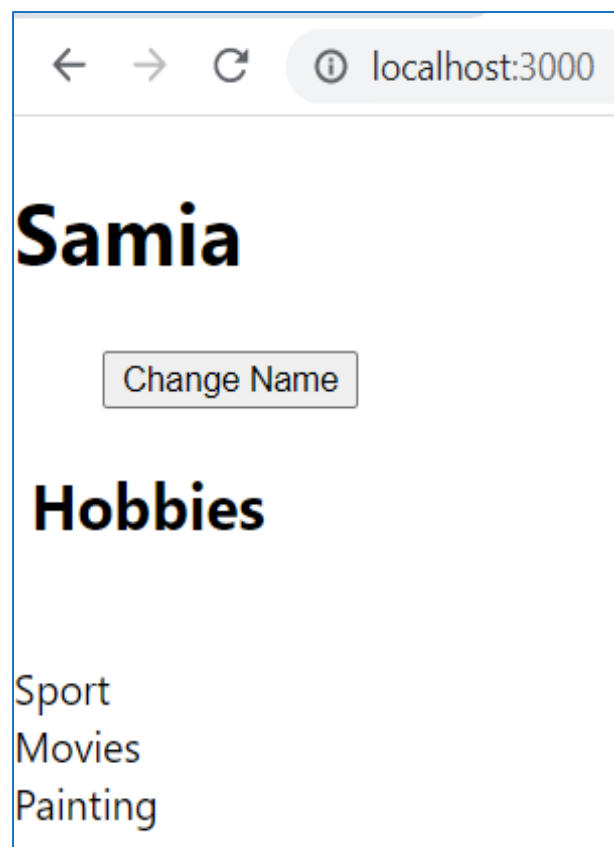 localhost:3000
Samia
Change Name
Hobbies
Sport
Movies
Painting